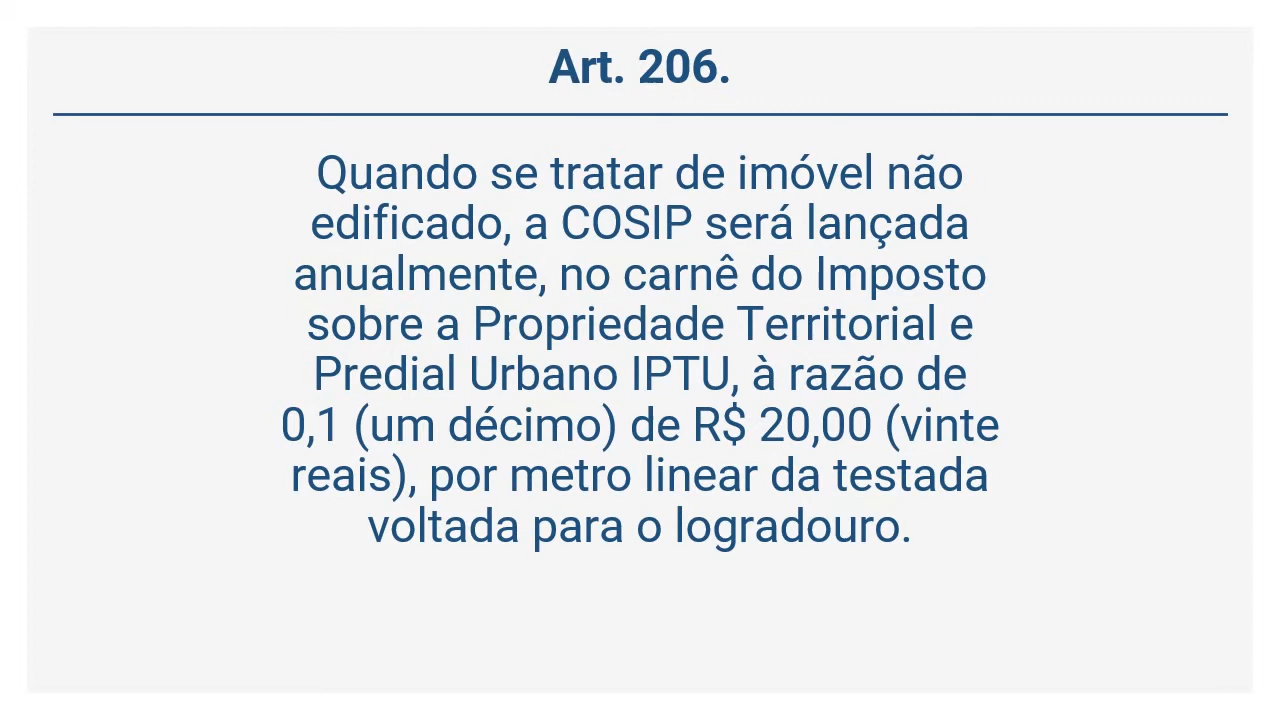 Art. 206.
Quando se tratar de imóvel não
edificado, a COSIP será lançada
anualmente, no carnê do Imposto
sobre a Propriedade Territorial e
Predial Urbano IPTU, à razão de
0,1 (um décimo) de R$ 20,00 (vinte
reais), por metro linear da testada
voltada para o logradouro.